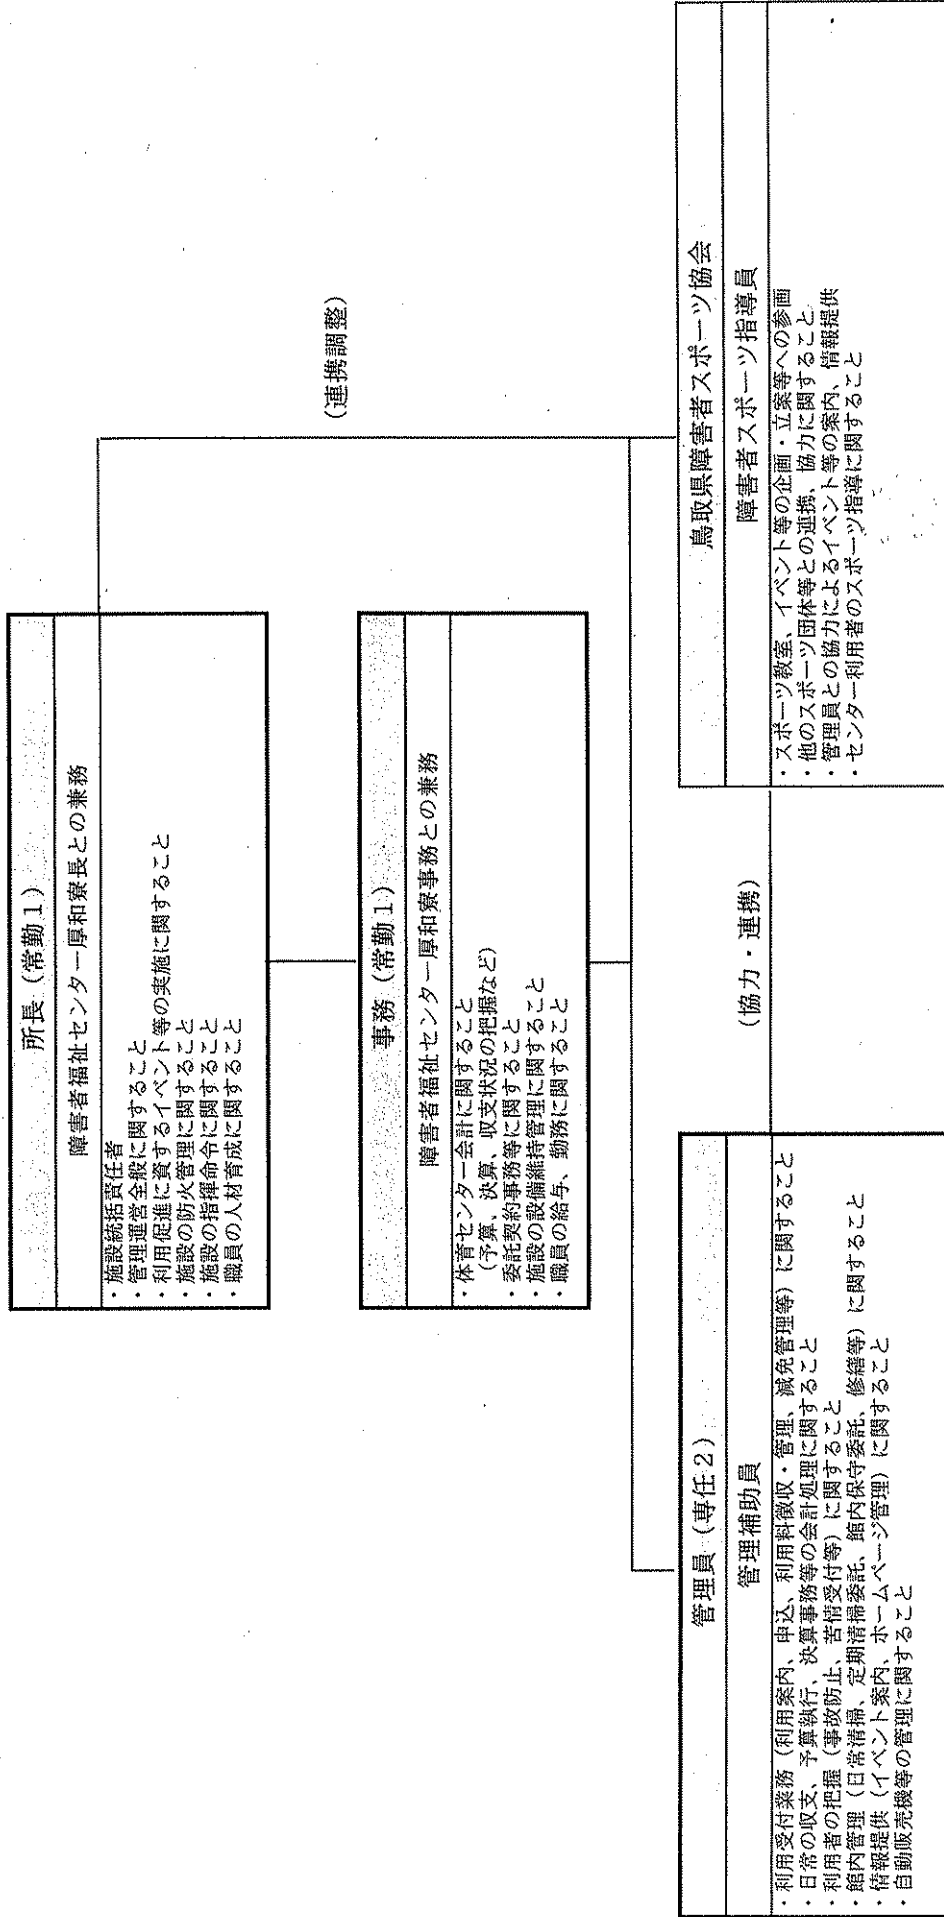 所長（常勤1）
障害者福祉センター厚和寮長との兼務
・施設統括責任者
・管理運営全般に関すること
・利用促進に資するイベント等の実施に関すること
・施設の防火管理に関すること
・施設の指揮命令に関すること
・職員の人材育成に関すること
事務（常勤1）
障害者福祉センター厚和寮事務との兼務
・体育センター会計に関すること
（予算、決算、収支状況の把握など）
・委託契約事務等に関すること
・施設の設備維持管理に関すること
・職員の給与、勤務に関すること
（連携調整）
管理員（専任2）
管理補助員
・利用受付業務（利用案内、申込、利用料徴収・管理、減免管理等）に関すること
・日常の収支、予算執行、決算事務等の会計処理に関すること
・利用者の把握（事故防止、苦情受付等）に関すること
・館内管理（日常清掃、定期清掃委託、館内保守委託、修繕等）に関すること
・情報提供（イベント案内、ホームページ管理）に関すること
・自動販売機等の管理に関すること
（協力・連携）
鳥取県障害者スポーツ協会
障害者スポーツ指導員
・スポーツ教室、イベント等の企画・立案等への参画
・他のスポーツ団体等との連携、協力に関すること
・管理員との協力によるイベント等の案内、情報提供
・センター利用者のスポーツ指導に関すること